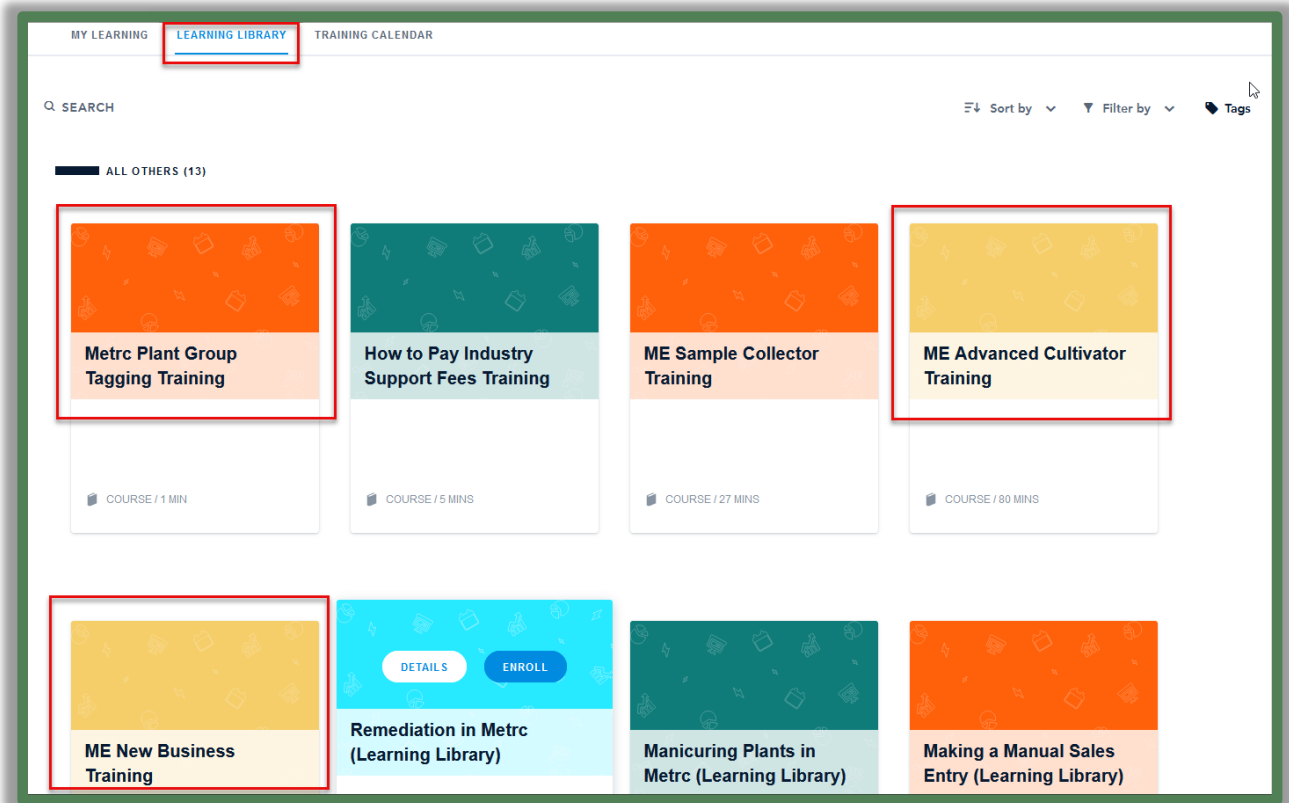 MY LEARNING LEARNING LIBRARY TRAINING CALENDAR
SEARCH Sort by Filter by Tags
ALL OTHERS (13)
Metrc Plant Group
Tagging Training
COURSE / 1 MIN
How to Pay Industry
Support Fees Training
COURSE / 5 MINS
ME Sample Collector
Training
COURSE / 27 MINS
ME Advanced Cultivator
Training
COURSE / 80 MINS
ME New Business
Training
DETAILS ENROLL
Remediation in Metrc
(Learning Library)
Manicuring Plants in
Metrc (Learning Library)
Making a Manual Sales
Entry (Learning Library)